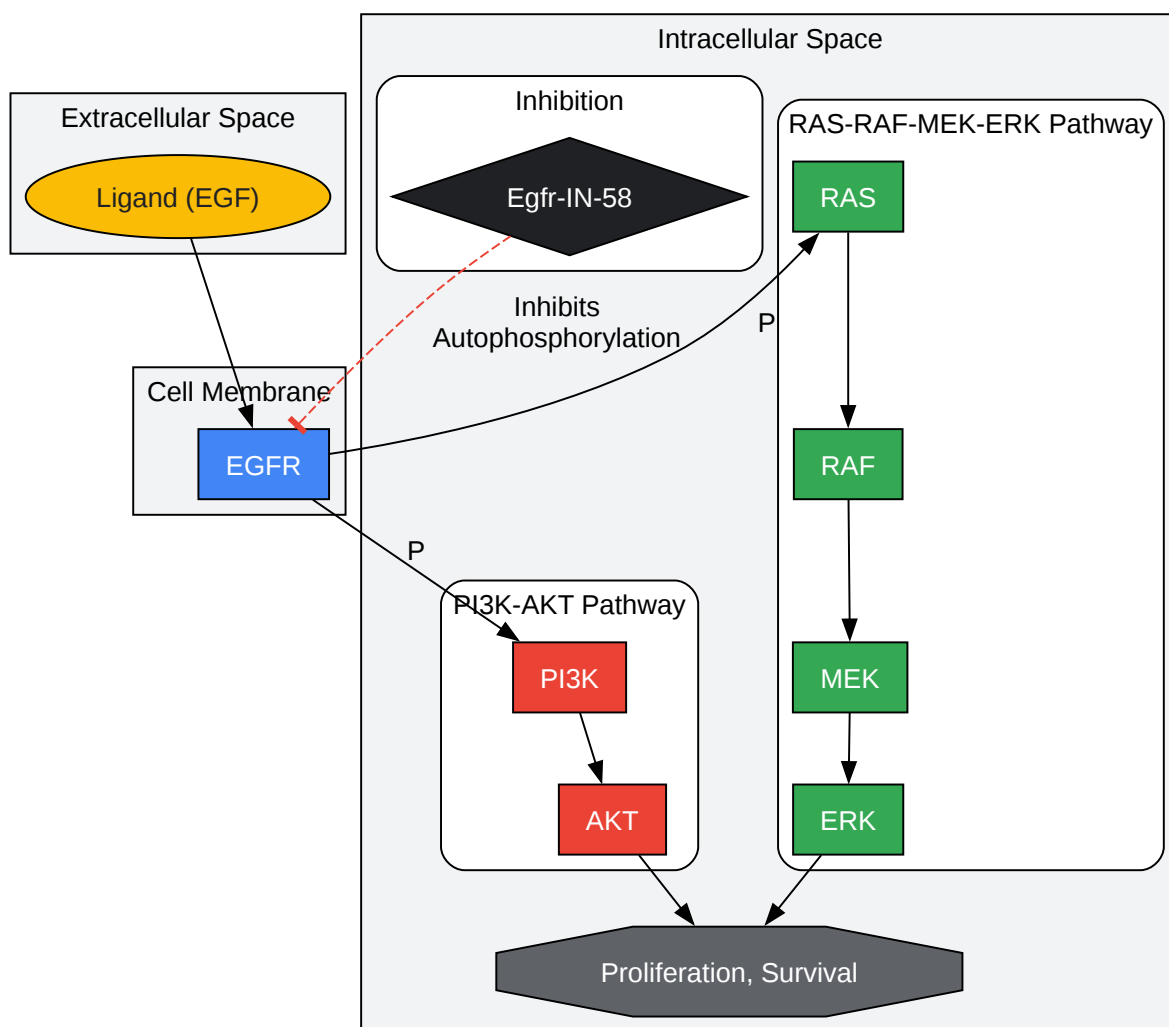 Intracellular Space
Extracellular Space
Ligand (EGF)
Inhibition
Egfr-IN-58
RAS-RAF-MEK-ERK Pathway
RAS
Inhibits
Autophosphorylation
P
Cell Membrane
EGFR
RAF
P
PI3K-AKT Pathway
PI3K
MEK
AKT
ERK
Proliferation, Survival